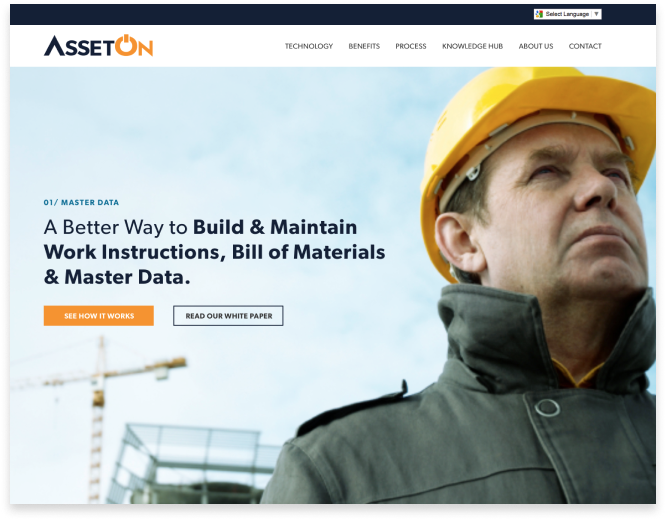 Select Language ▼
ASSETON
TECHNOLOGY BENEFITS PROCESS KNOWLEDGE HUB ABOUT US CONTACT
01/ MASTER DATA
A Better Way to Build & Maintain
Work Instructions, Bill of Materials
& Master Data.
SEE HOW IT WORKS READ OUR WHITE PAPER